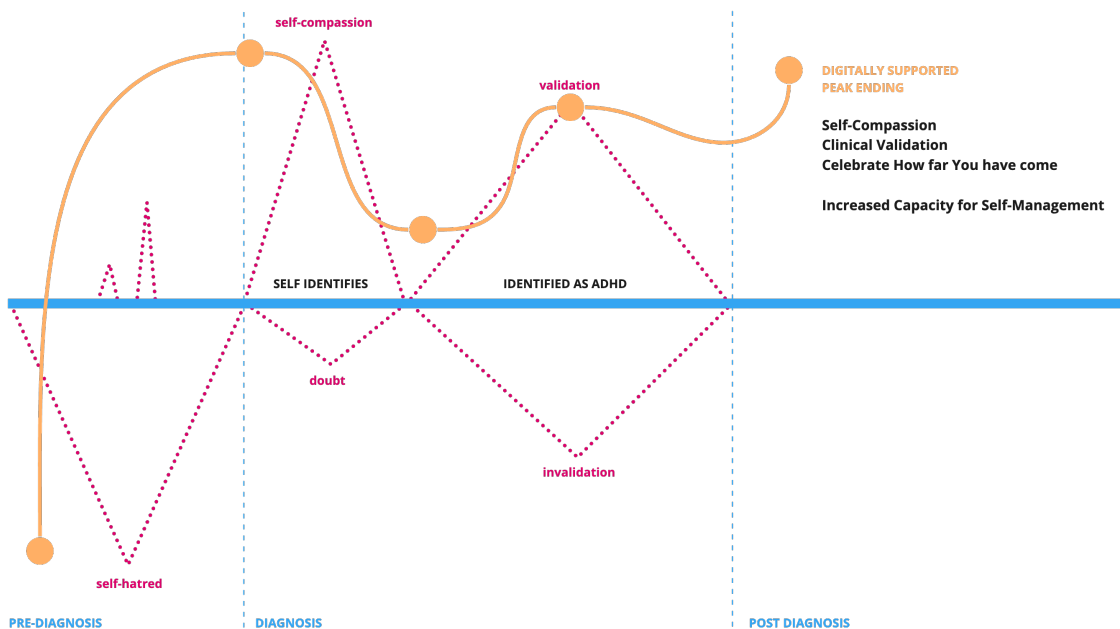 self-compassion
validation
DIGITALLY SUPPORTED
PEAK ENDING
Self-Compassion
Clinical Validation
Celebrate How far You have come
Increased Capacity for Self-Management
SELF IDENTIFIES
IDENTIFIED AS ADHD
doubt
invalidation
self-hatred
PRE-DIAGNOSIS
DIAGNOSIS
POST DIAGNOSIS